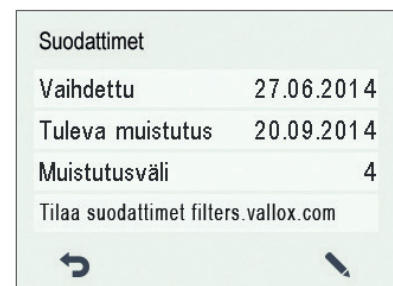 Suodattimet
Vaihdettu 27.06.2014
Tuleva muistutus 20.09.2014
Muistutusväli 4
Tilaa suodattimet filters.vallox.com